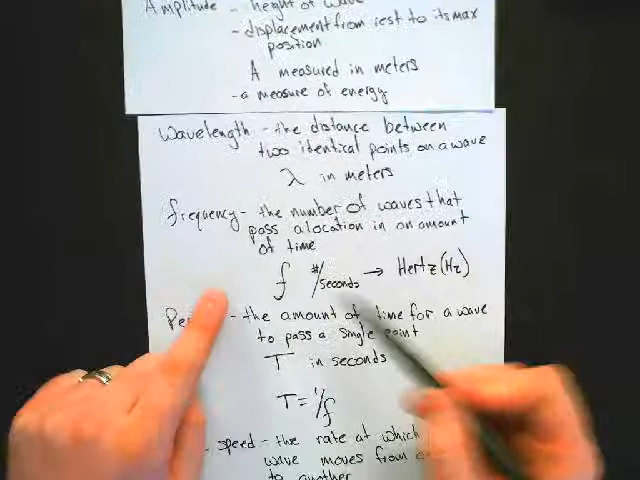 Amplitude - height of wave
- displacement from rest to its max
position
A measured in meters
- a measure of energy
Wavelength - the distance between
two identical points on a wave
λ in meters
frequency - the number of waves that
pass a location in an amount
of time
f #/seconds → Hertz (Hz)
- the amount of time for a wave
to pass a single point
T in seconds
T = 1/f
speed - the rate at which
wave moves from
to another